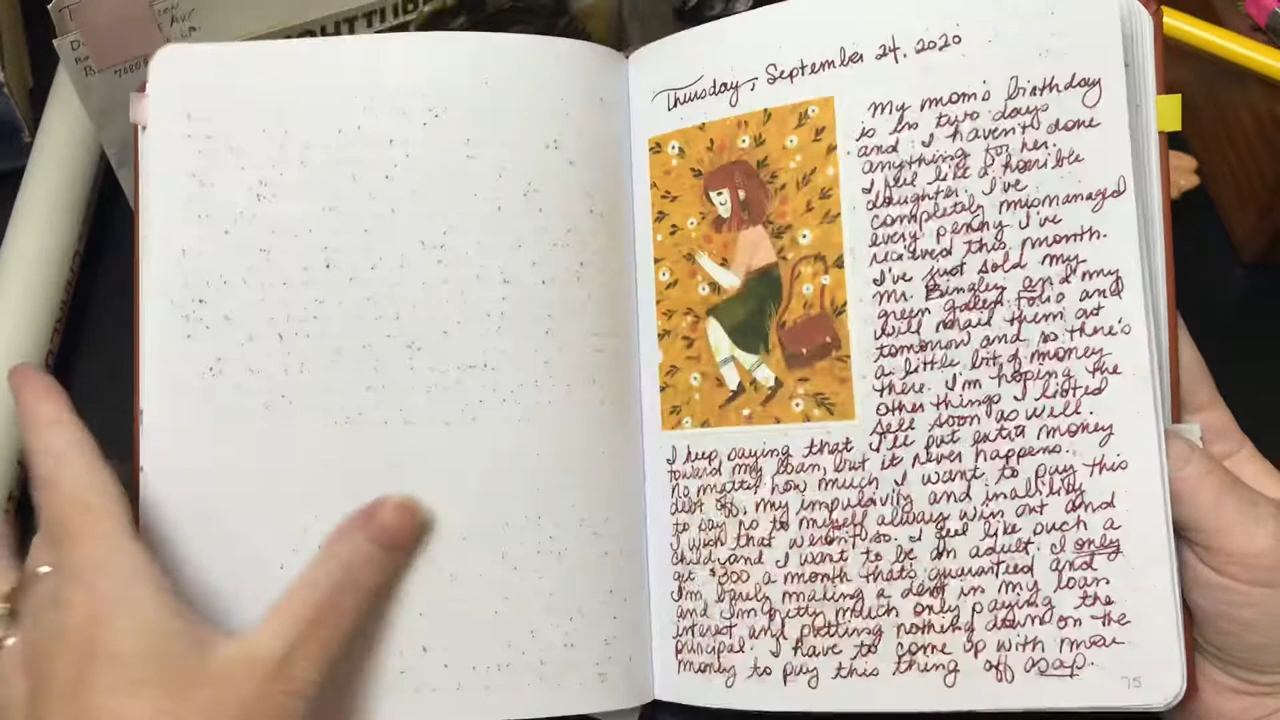 NIGHTTUBE
70808
Thursday, September 24, 2020
My mom's birthday
is in two days
and I haven't done
anything for her.
I feel like a horrible
daughter. I've
completely mismanaged
every penny I've
received this month.
I've just sold my
Mr. Bingley and my
green galen folio and
will mail them out
tomorrow and so there's
a little bit of money
there. I'm hoping the
other things I listed
sell soon as well.
I keep saying that I'll put extra money
toward my loan, but it never happens.
No matter how much I want to pay this
debt off, my impulsivity and inability
to say no to myself always win out and
I wish that weren't so. I feel like such a
child and I want to be an adult. I only
get $300 a month that's guaranteed and
I'm barely making a dent in my loan
and I'm pretty much only paying the
interest and putting nothing down on the
principal. I have to come up with more
money to pay this thing off asap.
75